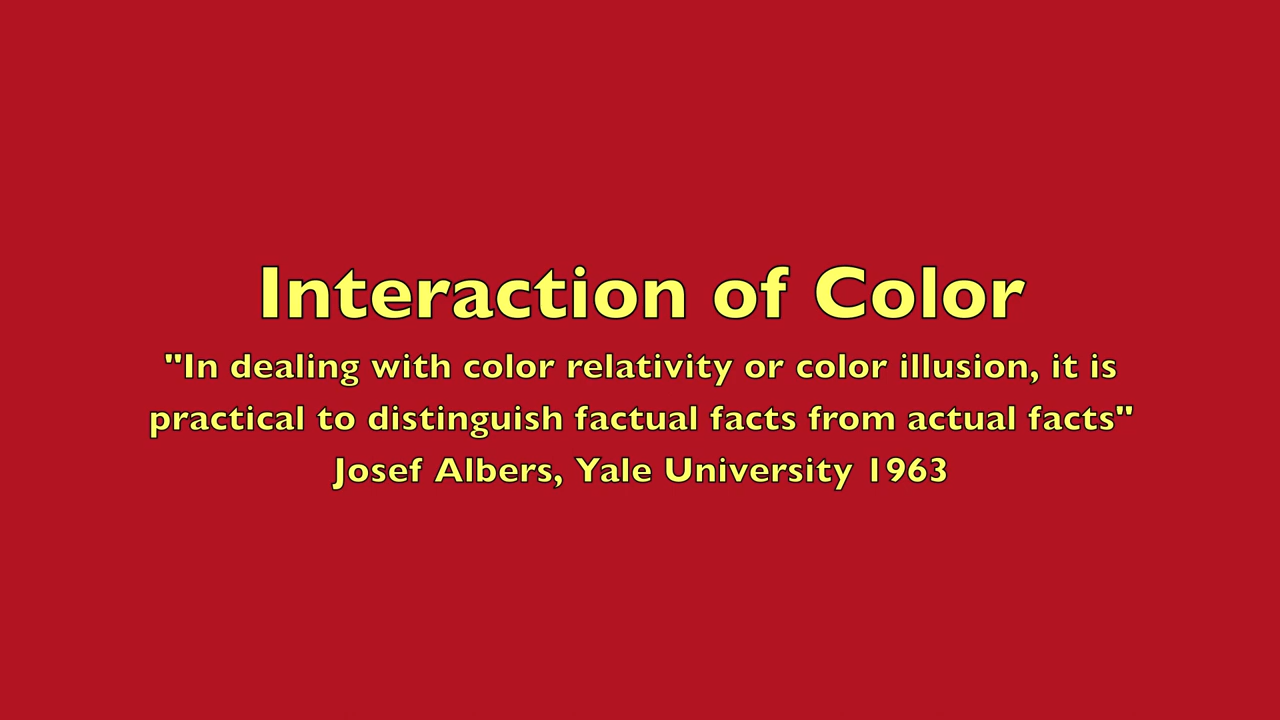 Interaction of Color
"In dealing with color relativity or color illusion, it is
practical to distinguish factual facts from actual facts"
Josef Albers, Yale University 1963